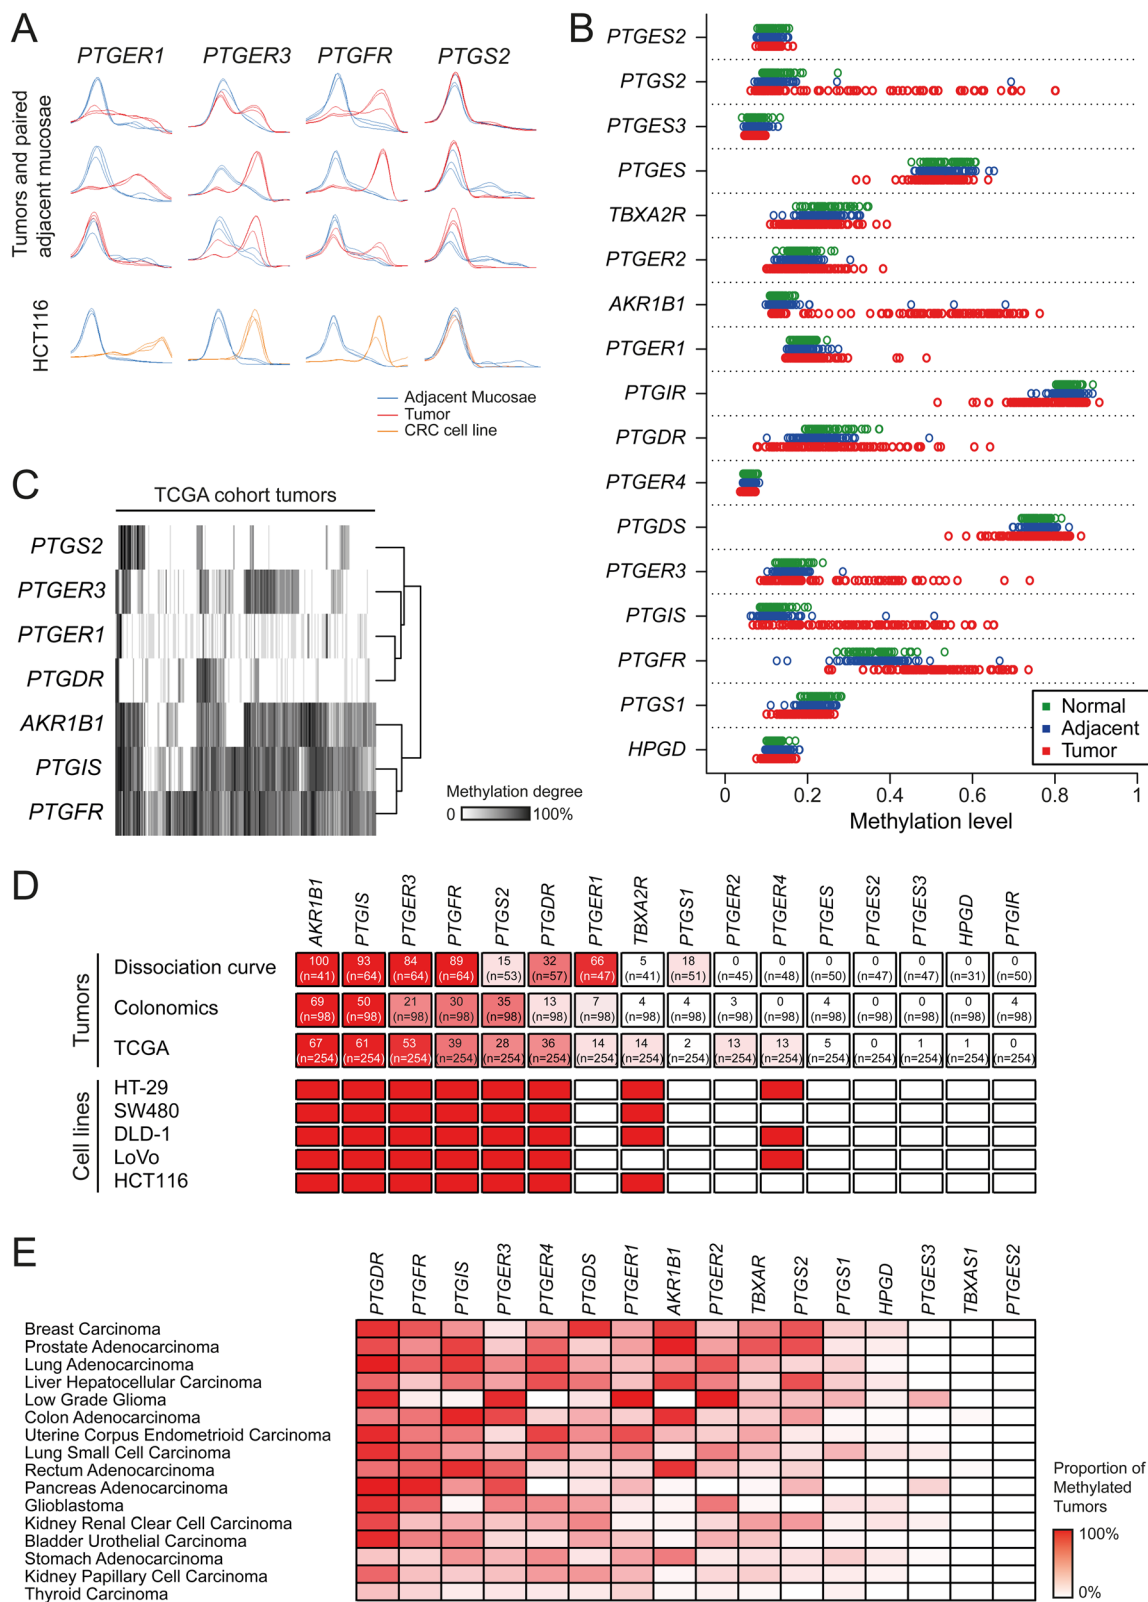 A
PTGER1 PTGER3 PTGFR PTGS2
Tumors and paired
adjacent mucosae
HCT116
Adjacent Mucosae
Tumor
CRC cell line
B
PTGES2
PTGS2
PTGES3
PTGES
TBXA2R
PTGER2
AKR1B1
PTGER1
PTGIR
PTGDR
PTGER4
PTGDS
PTGER3
PTGIS
PTGFR
PTGS1
HPGD
Normal
Adjacent
Tumor
0 0.2 0.4 0.6 0.8 1
Methylation level
C
TCGA cohort tumors
PTGS2
PTGER3
PTGER1
PTGDR
AKR1B1
PTGIS
PTGFR
Methylation degree
0 100%
D
AKR1B1 PTGIS PTGER3 PTGFR PTGS2 PTGDR PTGER1 TBXA2R PTGS1 PTGER2 PTGER4 PTGES PTGES2 PTGES3 HPGD PTGIR
Tumors
Dissociation curve
100 93 84 89 15 32 66 5 18 0 0 0 0 0 0 0
(n=41) (n=64) (n=64) (n=64) (n=53) (n=57) (n=47) (n=41) (n=51) (n=45) (n=48) (n=50) (n=47) (n=47) (n=31) (n=50)
Colonomics
69 50 21 30 35 13 7 4 4 3 0 4 0 0 0 4
(n=98) (n=98) (n=98) (n=98) (n=98) (n=98) (n=98) (n=98) (n=98) (n=98) (n=98) (n=98) (n=98) (n=98) (n=98) (n=98)
TCGA
67 61 53 39 28 36 14 14 2 13 13 5 0 1 1 0
(n=254) (n=254) (n=254) (n=254) (n=254) (n=254) (n=254) (n=254) (n=254) (n=254) (n=254) (n=254) (n=254) (n=254) (n=254) (n=254)
Cell lines
HT-29
SW480
DLD-1
LoVo
HCT116
E
PTGDR PTGFR PTGIS PTGER3 PTGER4 PTGDS PTGER1 AKR1B1 PTGER2 TBXAR PTGS2 PTGS1 HPGD PTGES3 TBXAS1 PTGES2
Breast Carcinoma
Prostate Adenocarcinoma
Lung Adenocarcinoma
Liver Hepatocellular Carcinoma
Low Grade Glioma
Colon Adenocarcinoma
Uterine Corpus Endometrioid Carcinoma
Lung Small Cell Carcinoma
Rectum Adenocarcinoma
Pancreas Adenocarcinoma
Glioblastoma
Kidney Renal Clear Cell Carcinoma
Bladder Urothelial Carcinoma
Stomach Adenocarcinoma
Kidney Papillary Cell Carcinoma
Thyroid Carcinoma
Proportion of
Methylated
Tumors
100%
0%